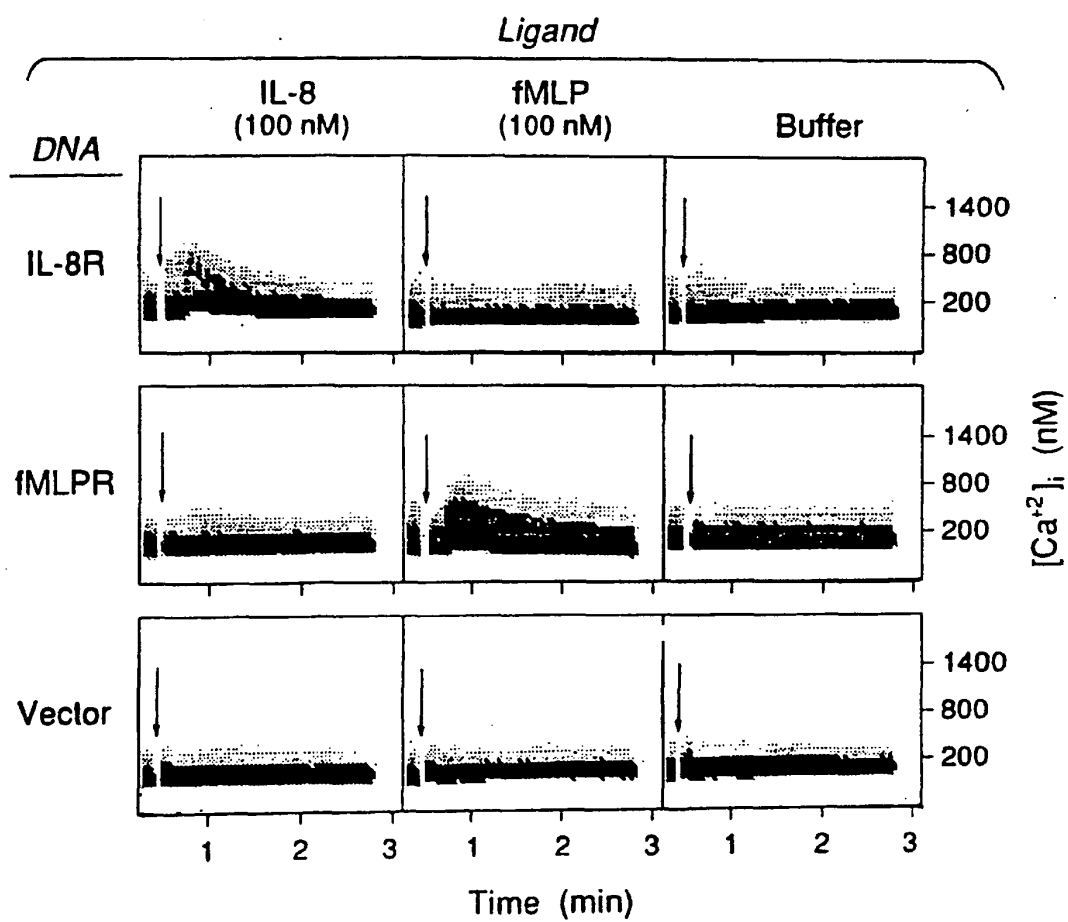 Ligand
IL-8 fMLP Buffer
(100 nM) (100 nM)
DNA
IL-8R
1400
800
200
fMLPR
1400
800
200
[Ca+2]i (nM)
Vector
1400
800
200
1 2 3 1 2 3 1 2 3
Time (min)